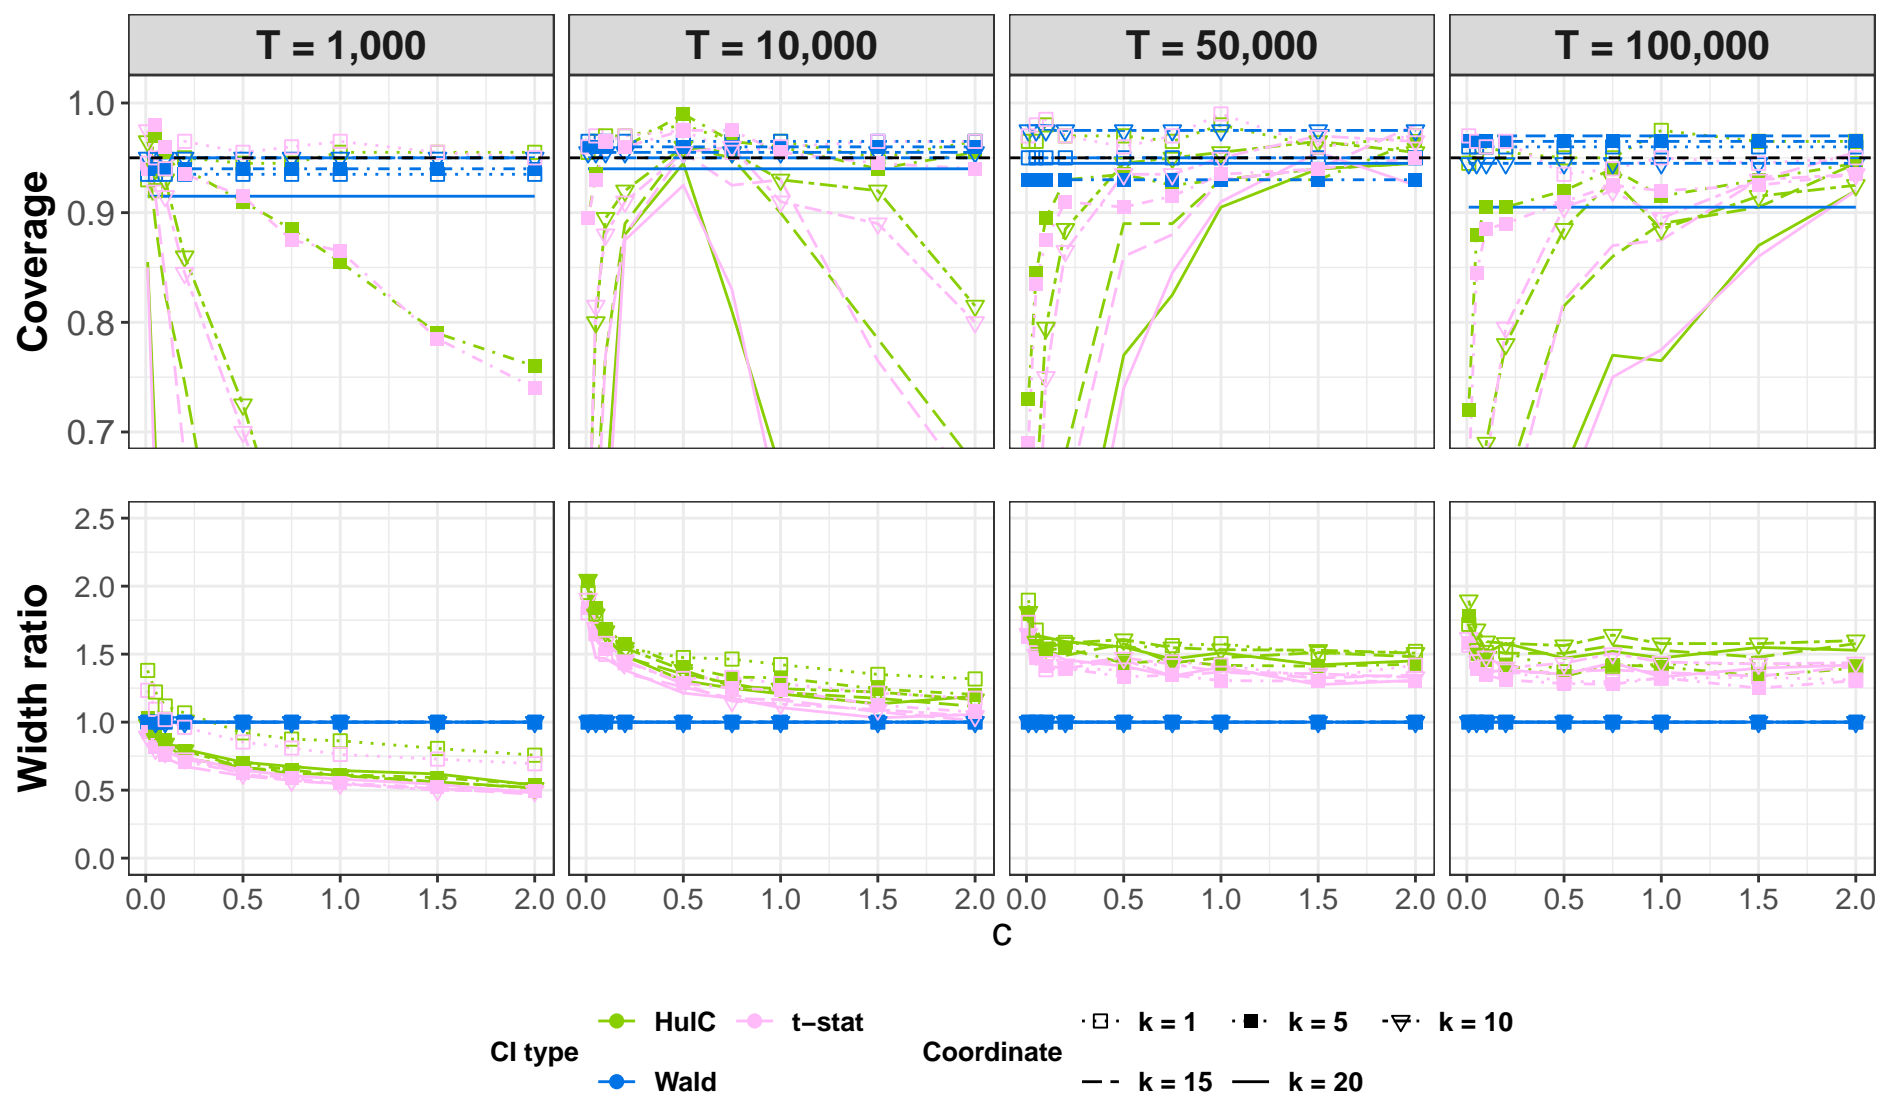 T = 1,000 T = 10,000 T = 50,000 T = 100,000
1.0
0.9
0.8
0.7
Coverage
2.5
2.0
1.5
1.0
0.5
0.0
Width ratio
0.0 0.5 1.0 1.5 2.0 0.0 0.5 1.0 1.5 2.0 0.0 0.5 1.0 1.5 2.0 0.0 0.5 1.0 1.5 2.0
c
CI type
HulC t−stat
Wald
Coordinate
k = 1 k = 5 k = 10
k = 15 k = 20